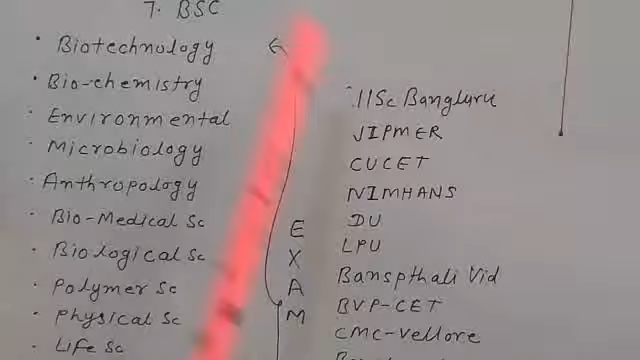 7. BSC
· Biotechnology
· Bio-chemistry
· Environmental
· Microbiology
· Anthropology
· Bio-Medical Sc
· Biological Sc
· Polymer Sc
· Physical Sc
· Life Sc
E
X
A
M
IISc Bangluru
JIPMER
CUCET
NIMHANS
DU
LPU
Banspthali Vid
BVP-CET
CMC-Vellore